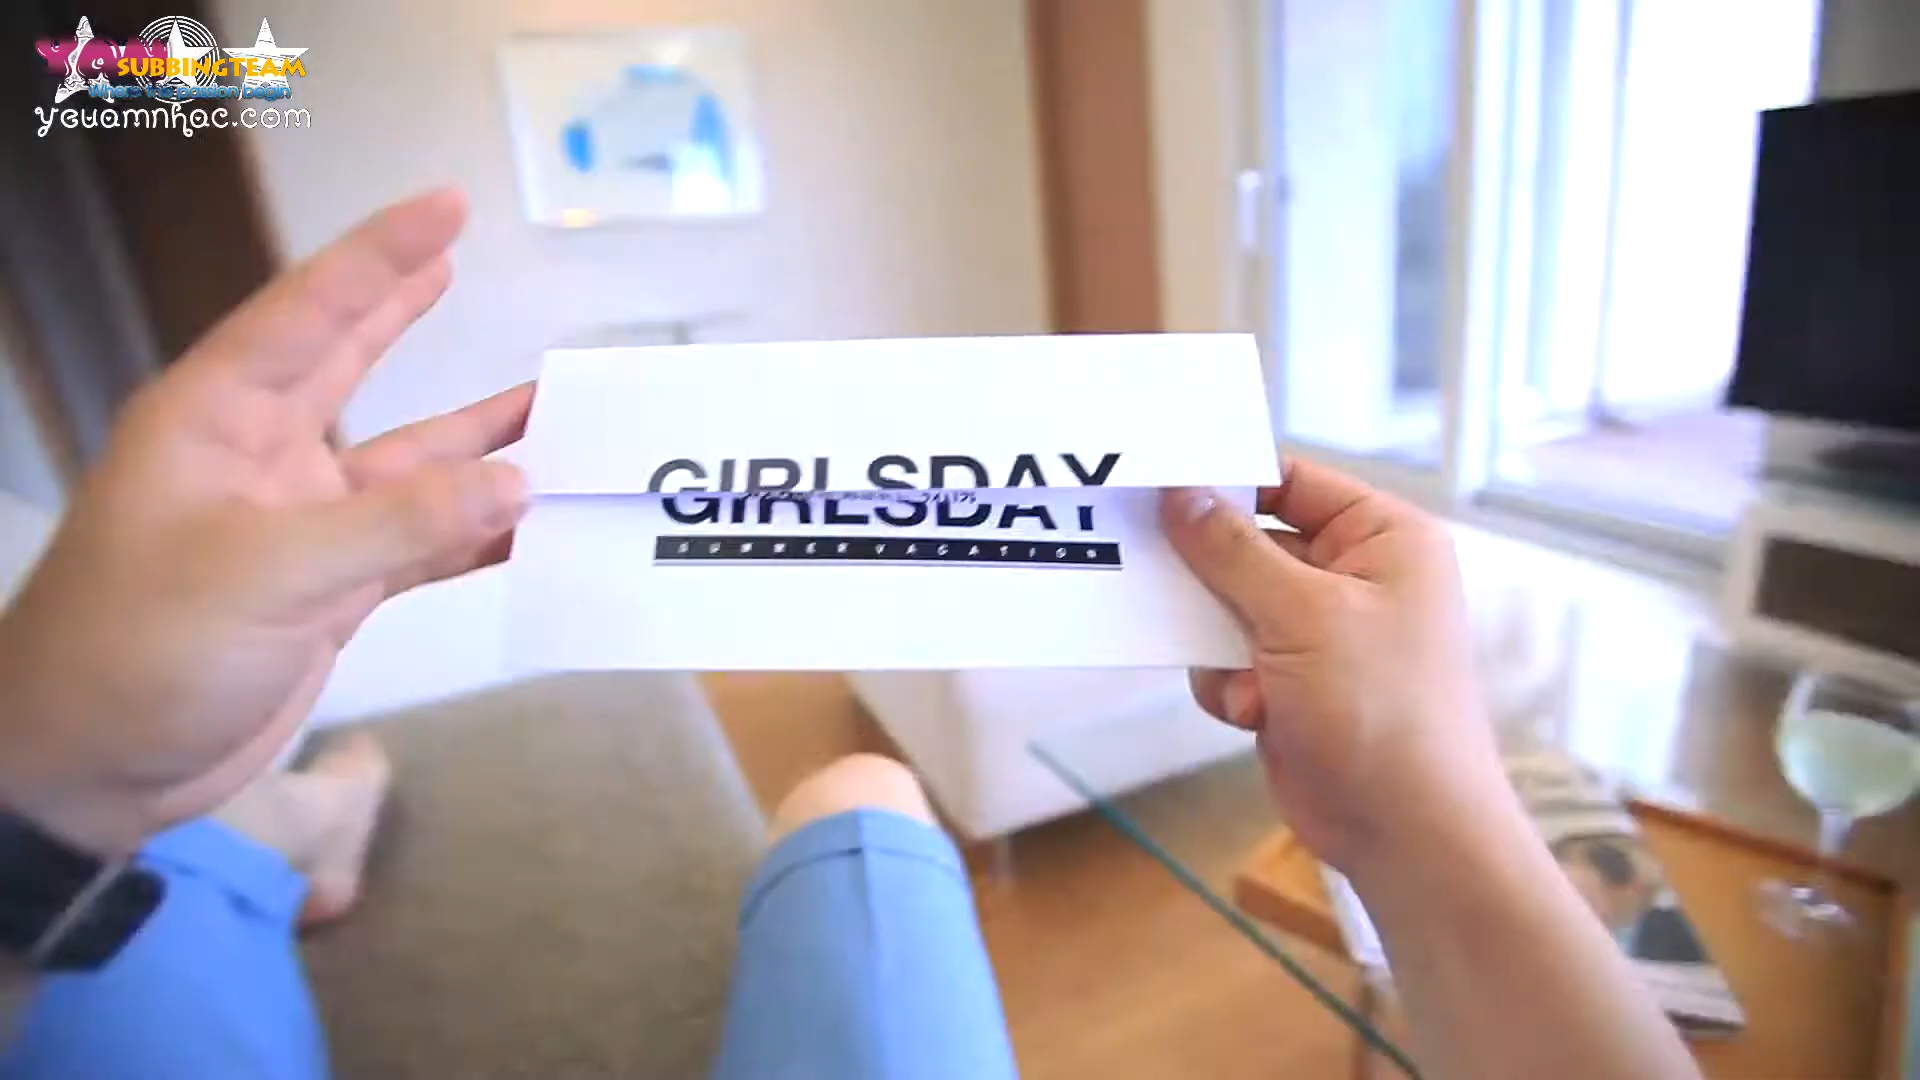 YAN
SUBBINGTEAM
Where the passion begin
yeuamnhac.com
GIRLSDAY
GIRLSDAY
SUMMER VACATION